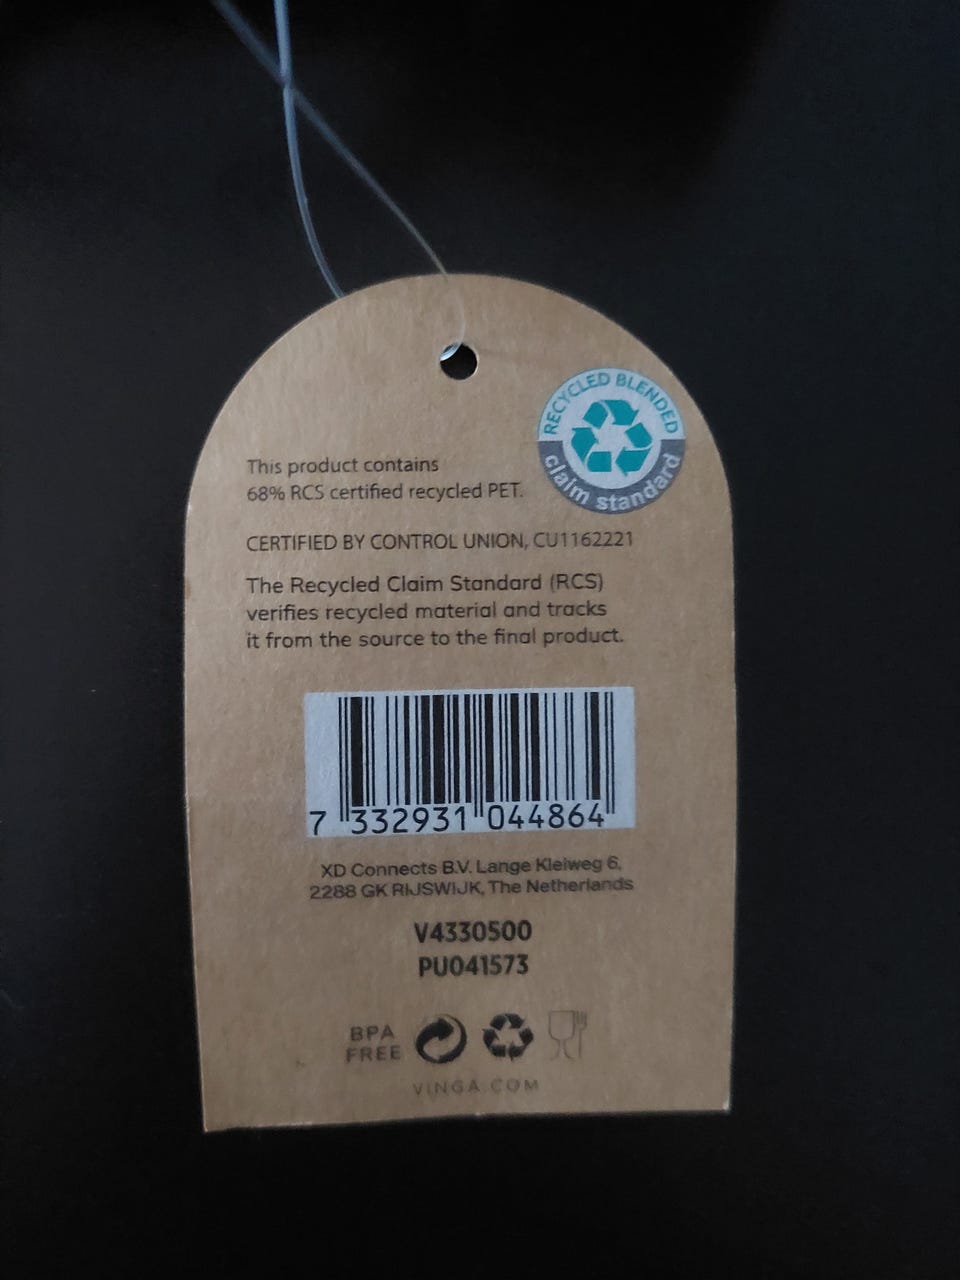 RECYCLED BLENDED
claim standard
This product contains
68% RCS certified recycled PET.
CERTIFIED BY CONTROL UNION, CU1162221
The Recycled Claim Standard (RCS)
verifies recycled material and tracks
it from the source to the final product.
7 332931 044864
XD Connects B.V. Lange Kleiweg 6,
2288 GK RIJSWIJK, The Netherlands
V4330500
PU041573
BPA
FREE
VINGA.COM